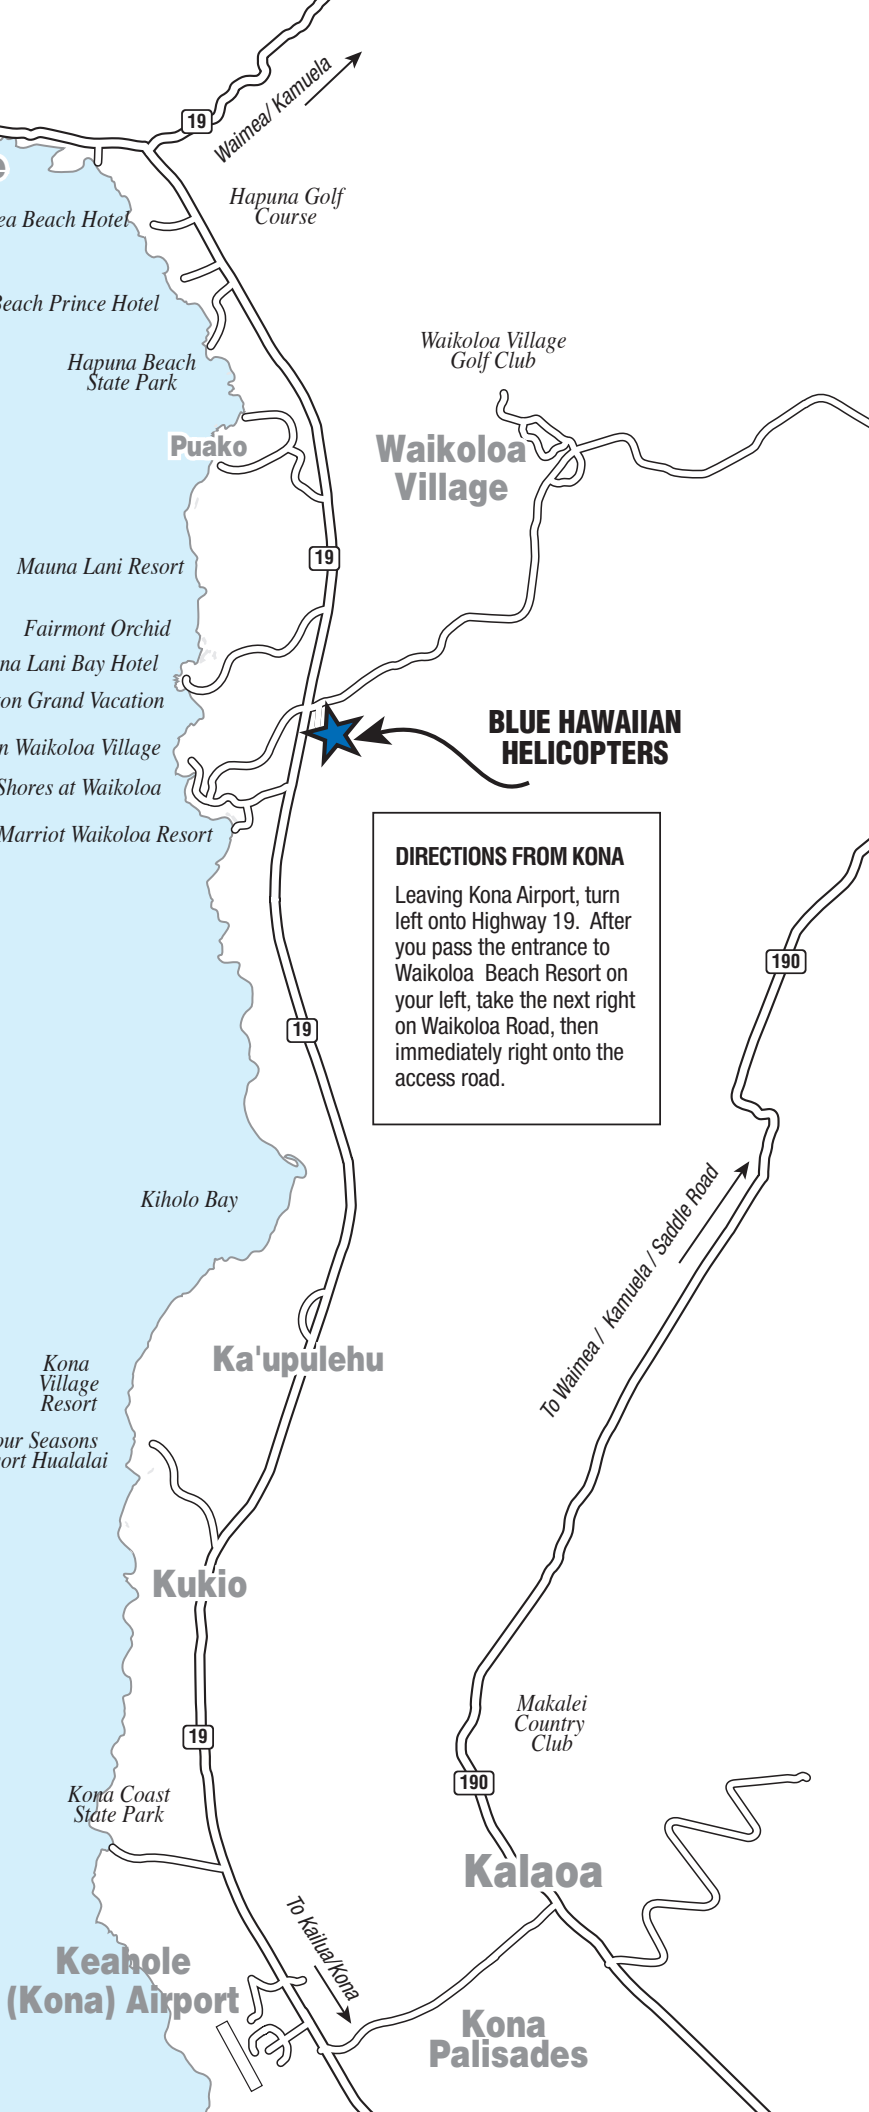 19
Waimea/ Kamuela
e
Hapuna Golf
Course
ea Beach Hotel
Beach Prince Hotel
Waikoloa Village
Golf Club
Hapuna Beach
State Park
Puako
Waikoloa
Village
19
Mauna Lani Resort
Fairmont Orchid
na Lani Bay Hotel
on Grand Vacation
BLUE HAWAIIAN
HELICOPTERS
n Waikoloa Village
Shores at Waikoloa
Marriot Waikoloa Resort
DIRECTIONS FROM KONA
Leaving Kona Airport, turn
left onto Highway 19. After
you pass the entrance to
Waikoloa Beach Resort on
your left, take the next right
on Waikoloa Road, then
immediately right onto the
access road.
190
19
Kiholo Bay
To Waimea / Kamuela / Saddle Road
Ka'upulehu
Kona
Village
Resort
our Seasons
ort Hualalai
Kukio
Makalei
Country
Club
19
190
Kona Coast
State Park
Kalaoa
To Kailua/Kona
Keahole
(Kona) Airport
Kona
Palisades